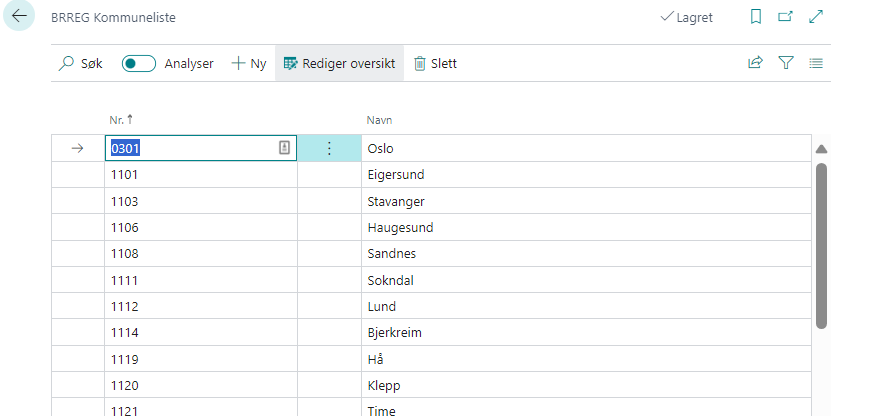 BRREG Kommuneliste Lagret
Søk Analyser Ny Rediger oversikt Slett
Nr. ↑ Navn
0301 Oslo
1101 Eigersund
1103 Stavanger
1106 Haugesund
1108 Sandnes
1111 Sokndal
1112 Lund
1114 Bjerkreim
1119 Hå
1120 Klepp
1121 Time